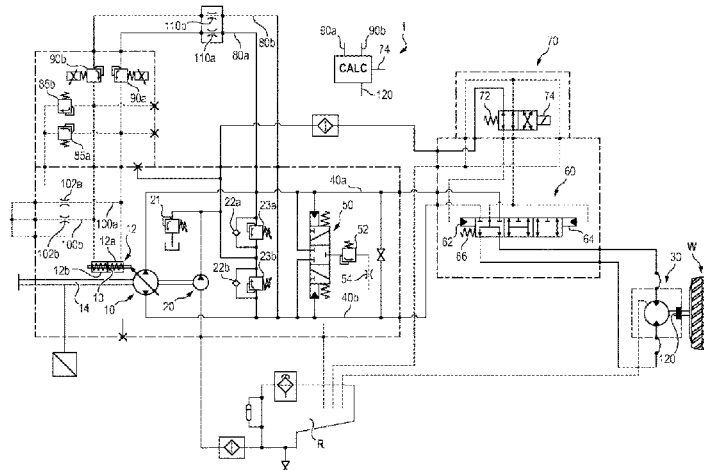 110b
110a
80a
80b
90a
90b
1
CALC
74
120
70
90b
90a
72
74
85b
85a
60
102a
100a
102b
100b
12
12a
12b
13
10
14
21
20
22a
23a
22b
23b
40a
50
52
54
40b
62
66
64
30
W
120
R